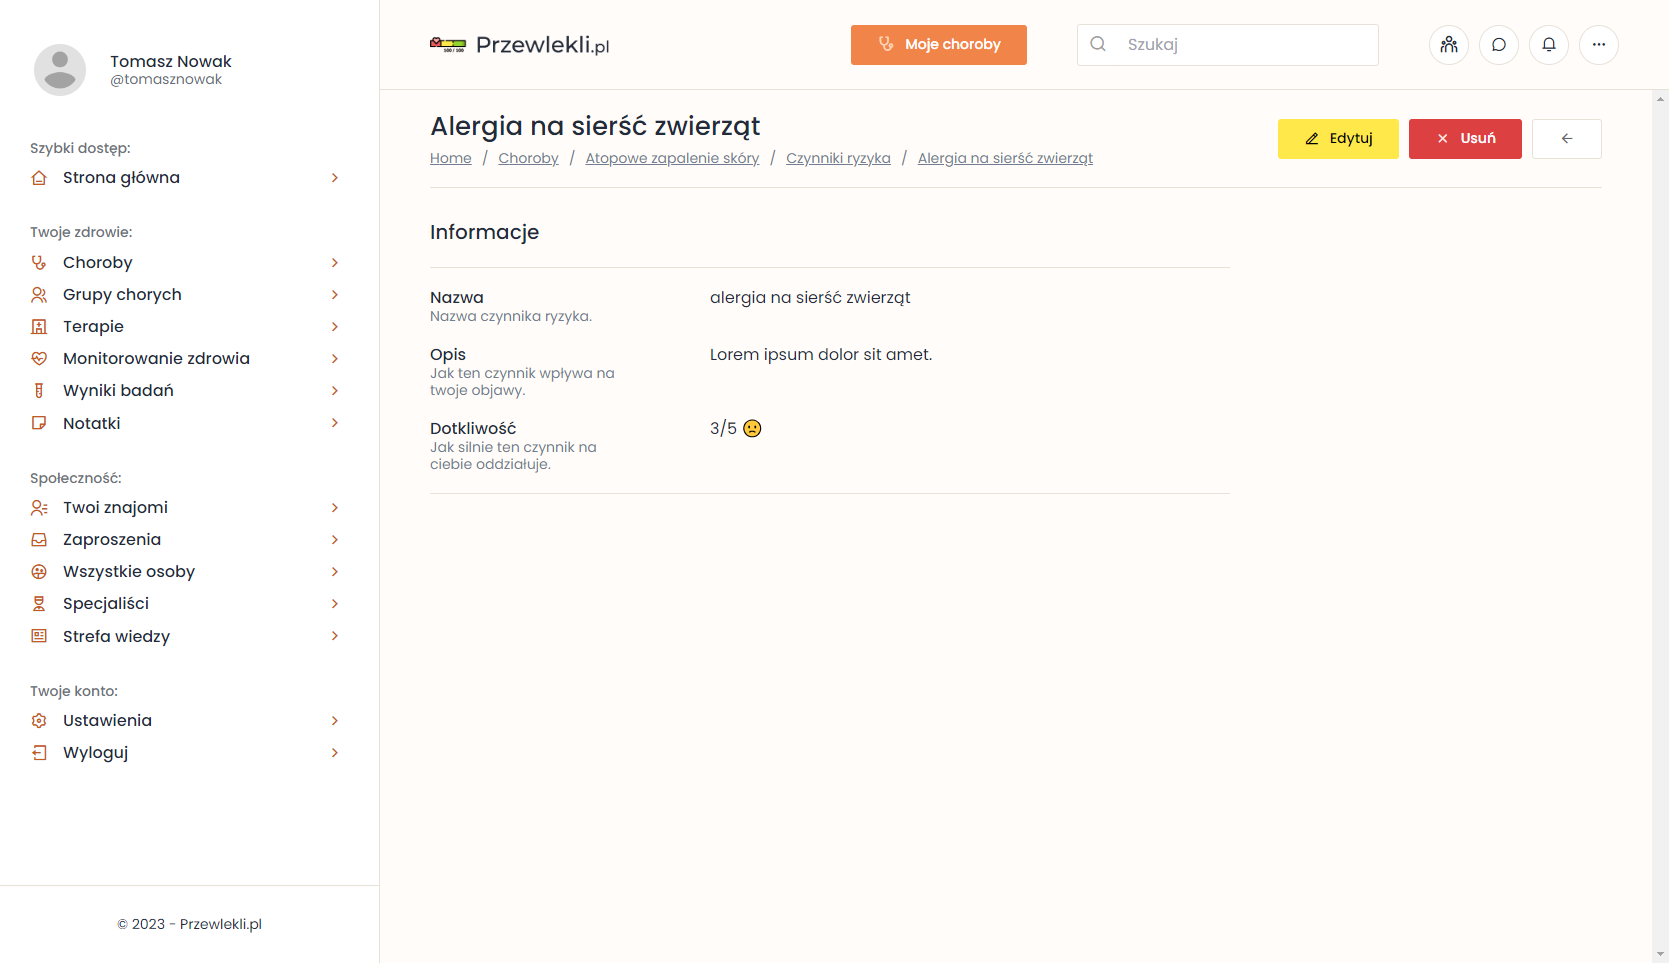 Tomasz Nowak
@tomasznowak
Szybki dostęp:
Strona główna
Twoje zdrowie:
Choroby
Grupy chorych
Terapie
Monitorowanie zdrowia
Wyniki badań
Notatki
Społeczność:
Twoi znajomi
Zaproszenia
Wszystkie osoby
Specjaliści
Strefa wiedzy
Twoje konto:
Ustawienia
Wyloguj
© 2023 - Przewlekli.pl
100 / 100
Przewlekli.pl
Moje choroby
Szukaj
Alergia na sierść zwierząt
Home / Choroby / Atopowe zapalenie skóry / Czynniki ryzyka / Alergia na sierść zwierząt
Edytuj
Usuń
Informacje
Nazwa
Nazwa czynnika ryzyka.
alergia na sierść zwierząt
Opis
Jak ten czynnik wpływa na
twoje objawy.
Lorem ipsum dolor sit amet.
Dotkliwość
Jak silnie ten czynnik na
ciebie oddziałuje.
3/5 🙁